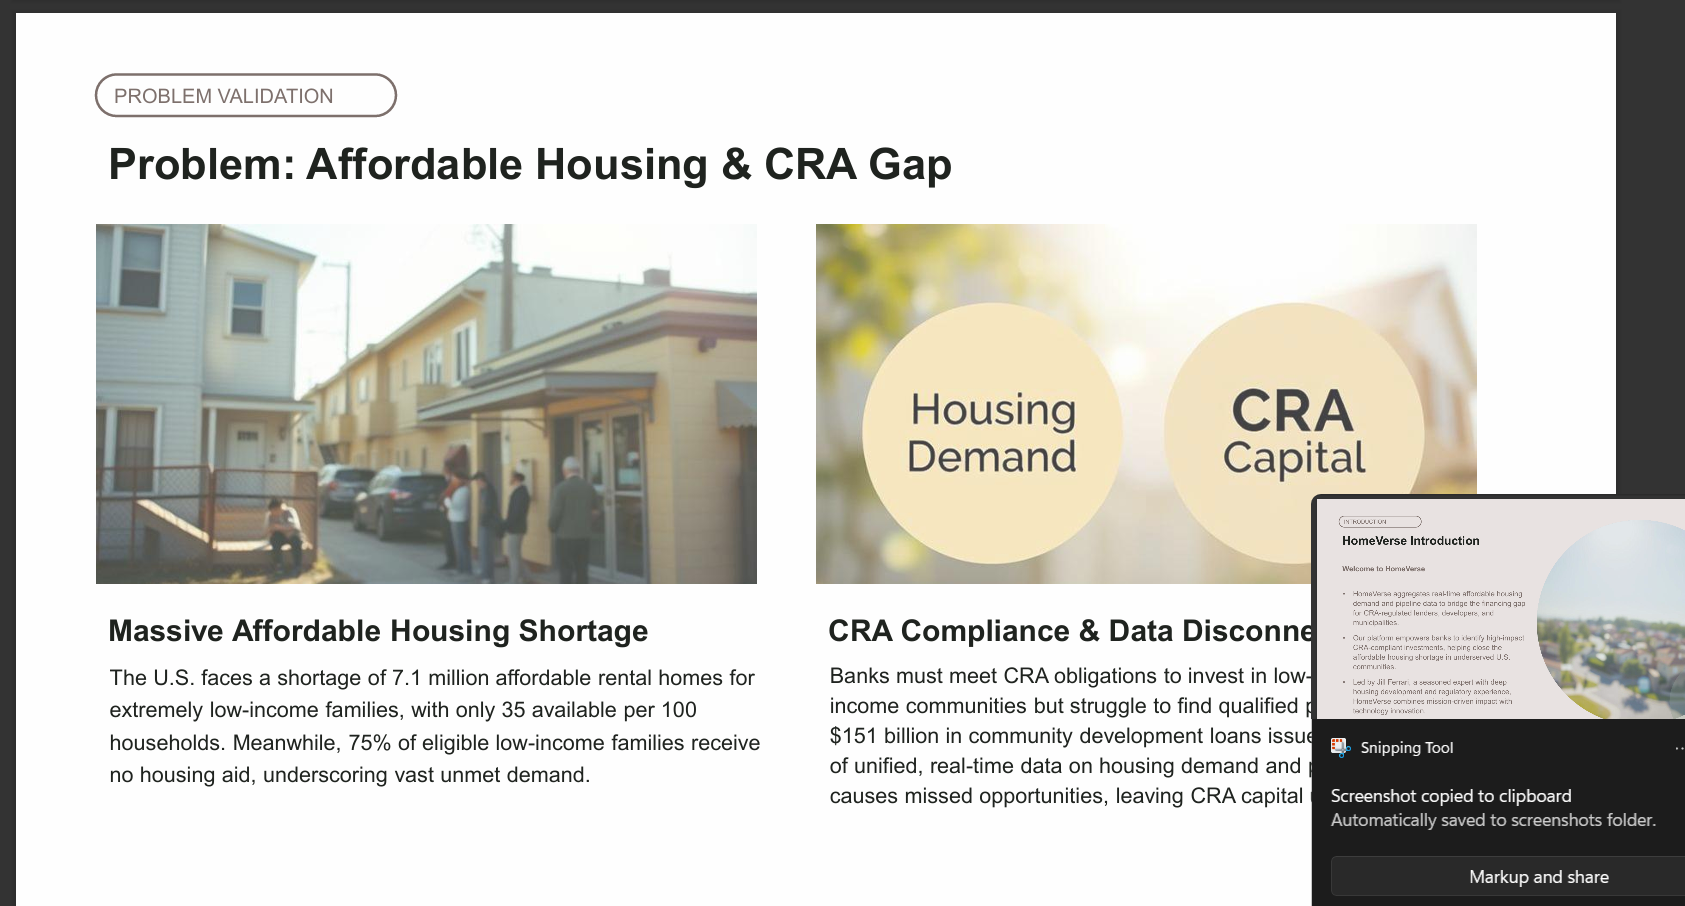 PROBLEM VALIDATION
Problem: Affordable Housing & CRA Gap
Housing
Demand
CRA
Capital
Massive Affordable Housing Shortage
The U.S. faces a shortage of 7.1 million affordable rental homes for
extremely low-income families, with only 35 available per 100
households. Meanwhile, 75% of eligible low-income families receive
no housing aid, underscoring vast unmet demand.
CRA Compliance & Data Disconne
Banks must meet CRA obligations to invest in low-
income communities but struggle to find qualified
$151 billion in community development loans issue
of unified, real-time data on housing demand and
causes missed opportunities, leaving CRA capital
INTRODUCTION
HomeVerse Introduction
Welcome to HomeVerse
• HomeVerse aggregates real-time affordable housing
demand and pipeline data to bridge the financing gap
for CRA-regulated lenders, developers, and
municipalities.
• Our platform empowers banks to identify high-impact
CRA-compliant investments, helping close the
affordable housing shortage in underserved U.S.
communities.
• Led by Jill Ferrari, a seasoned expert with deep
housing development and regulatory experience,
HomeVerse combines mission-driven impact with
technology innovation.
Snipping Tool
Screenshot copied to clipboard
Automatically saved to screenshots folder.
Markup and share